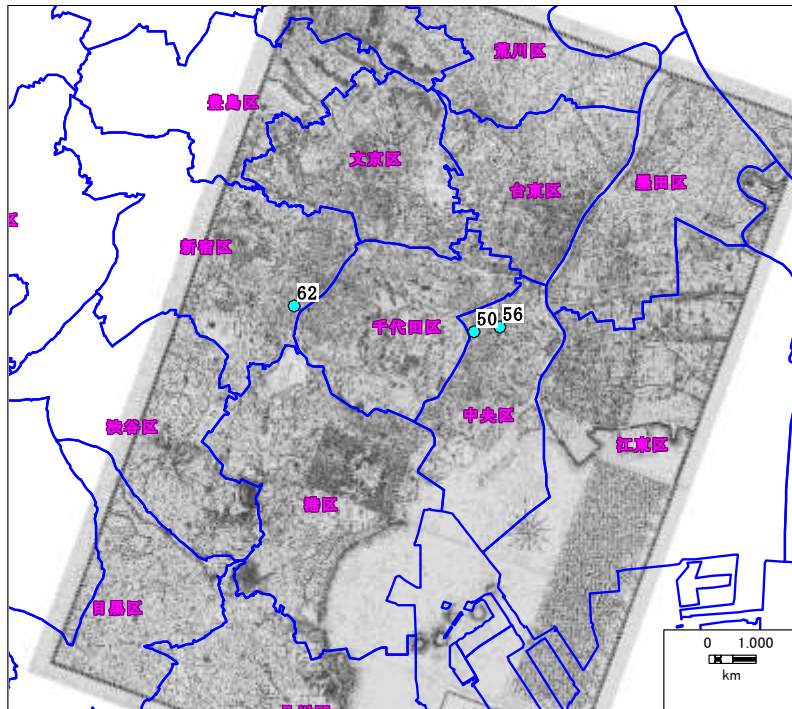 荒川区
豊島区
文京区
台東区
墨田区
区
新宿区
62
千代田区
50
56
中央区
渋谷区
江東区
港区
目黒区
0 1.000
km